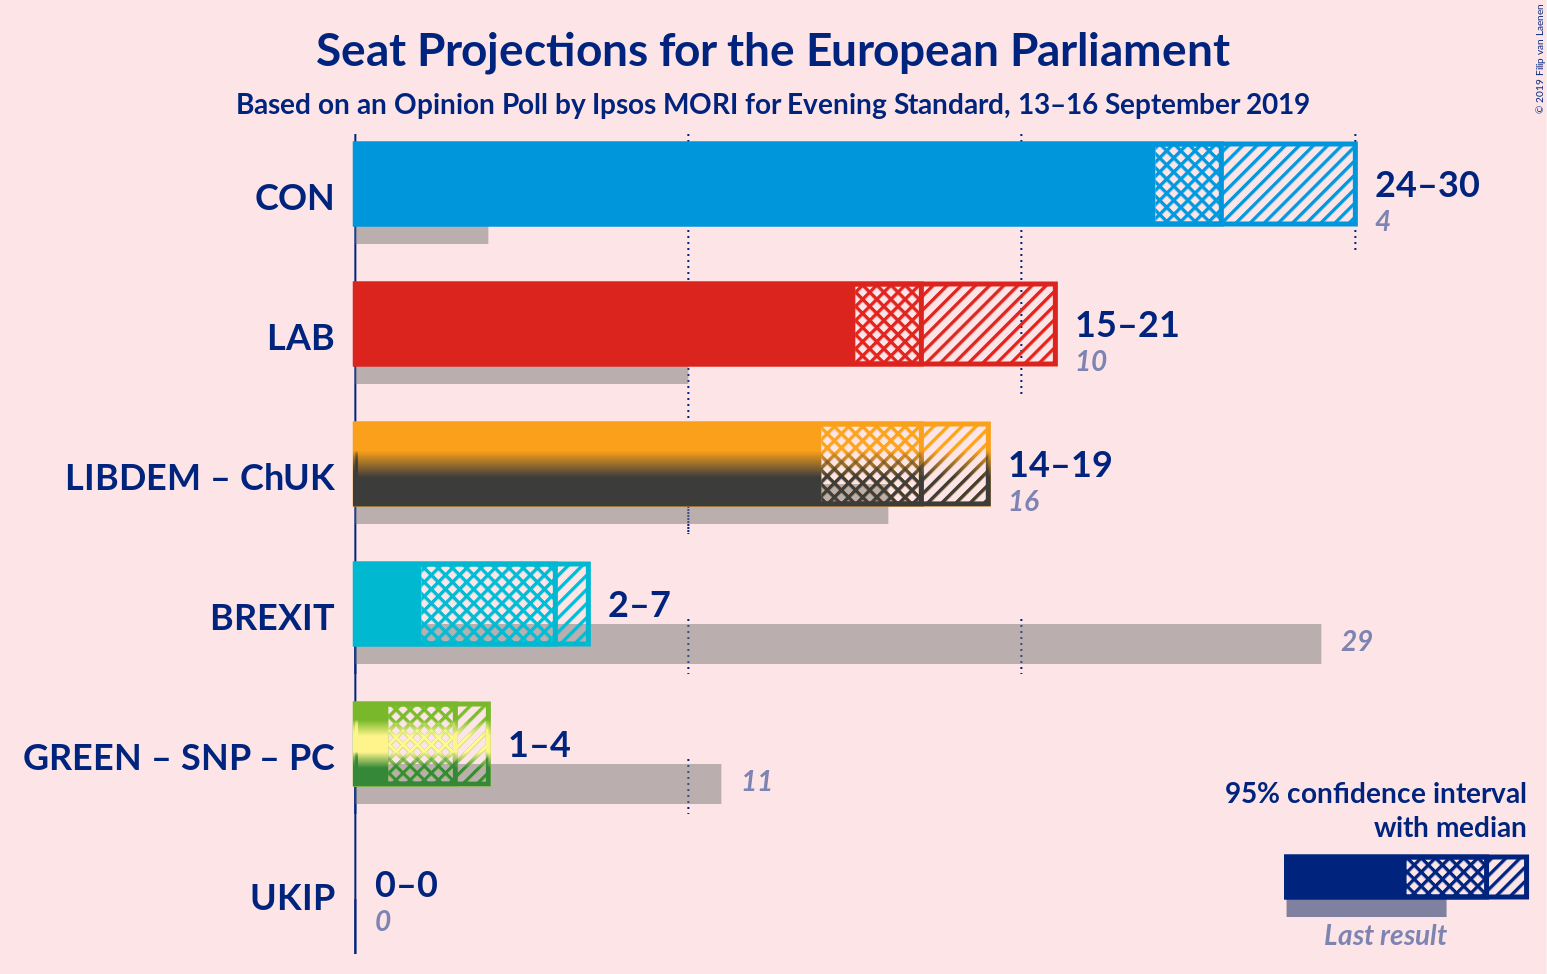 Seat Projections for the European Parliament
Based on an Opinion Poll by Ipsos MORI for Evening Standard, 13–16 September 2019
© 2019 Filip van Laenen
CON
24–30
4
LAB
15–21
10
LIBDEM – ChUK
14–19
16
BREXIT
2–7
29
GREEN – SNP – PC
1–4
11
UKIP
0–0
0
95% confidence interval
with median
Last result